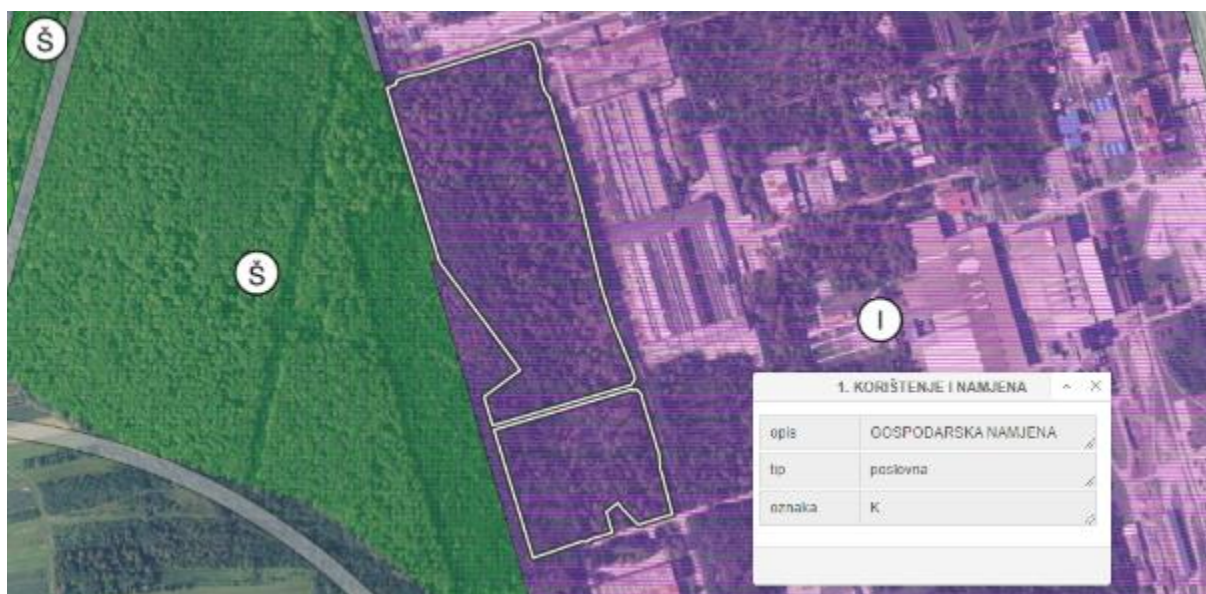 Š
Š
I
1. KORIŠTENJE I NAMJENA
opis GOSPODARSKA NAMJENA
tip poslovna
oznaka K